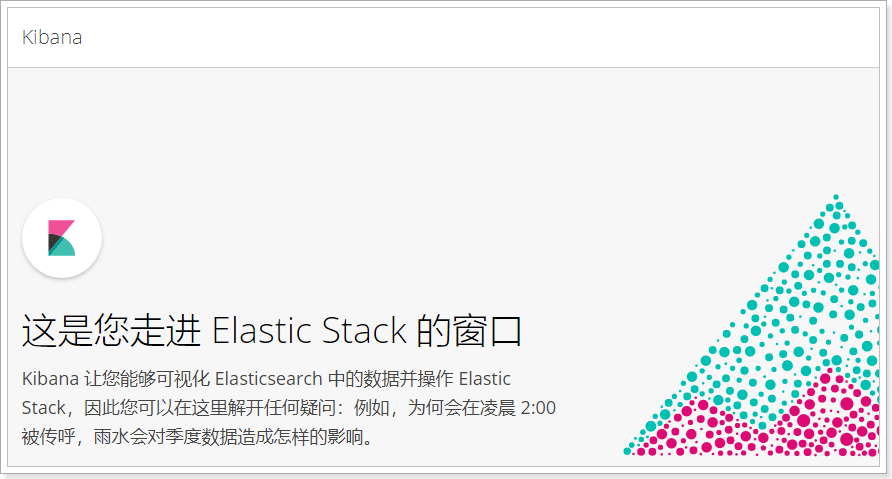 Kibana
这是您走进 Elastic Stack 的窗口
Kibana 让您能够可视化 Elasticsearch 中的数据并操作 Elastic
Stack，因此您可以在这里解开任何疑问：例如，为何会在凌晨 2:00
被传呼，雨水会对季度数据造成怎样的影响。